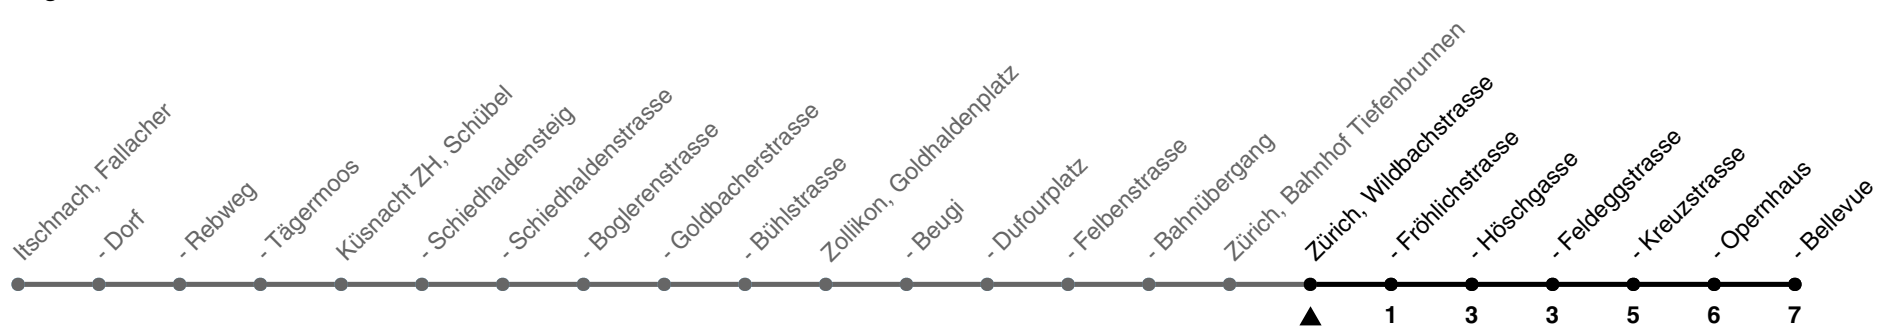 Itschnach, Fallacher
- Dorf
- Rebweg
- Tägermoos
Küsnacht ZH, Schübel
- Schiedhaldensteig
- Schiedhaldenstrasse
- Boglerenstrasse
- Goldbacherstrasse
- Bühlstrasse
Zollikon, Goldhaldenplatz
- Beugi
- Dufourplatz
- Felbenstrasse
- Bahnübergang
Zürich, Bahnhof Tiefenbrunnen
Zürich, Wildbachstrasse
- Fröhlichstrasse
- Höschgasse
- Feldeggstrasse
- Kreuzstrasse
- Opernhaus
- Bellevue
1 3 3 5 6 7